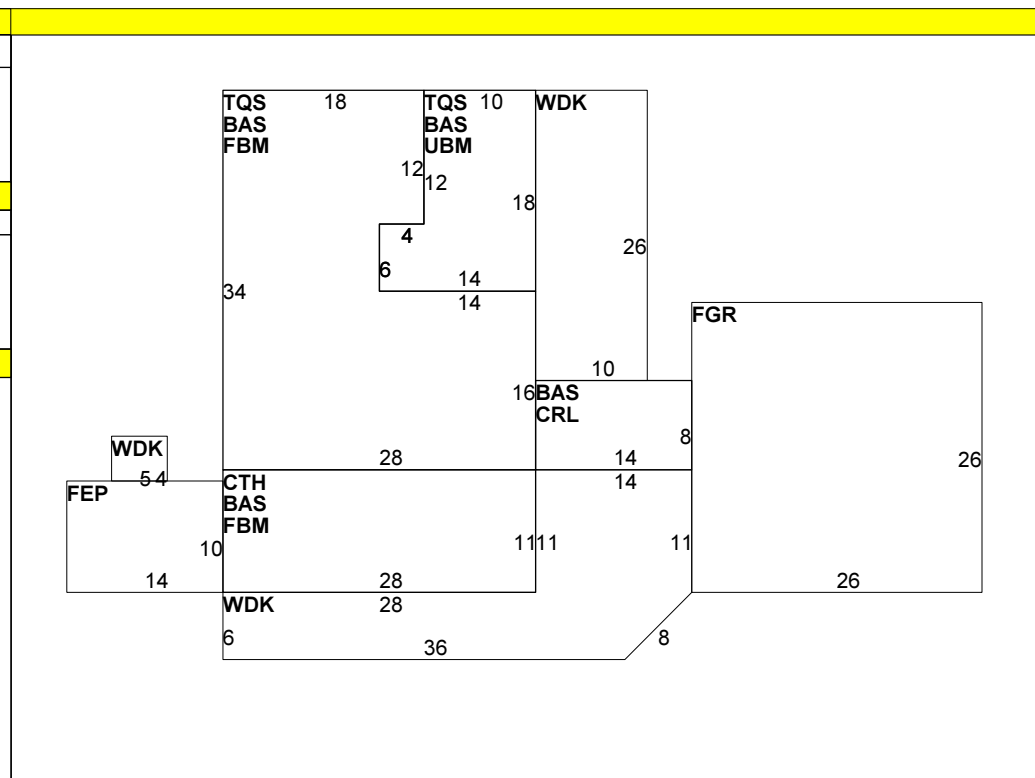 TQS 18 TQS 10 WDK
BAS BAS
FBM UBM
12
12
18
4
26
6
14
34
14
FGR
10
16 BAS
CRL
8
WDK
28 14 26
5 4
FEP CTH 14
BAS
FBM
10 11 11 11
14 28 26
WDK 28
6 36 8